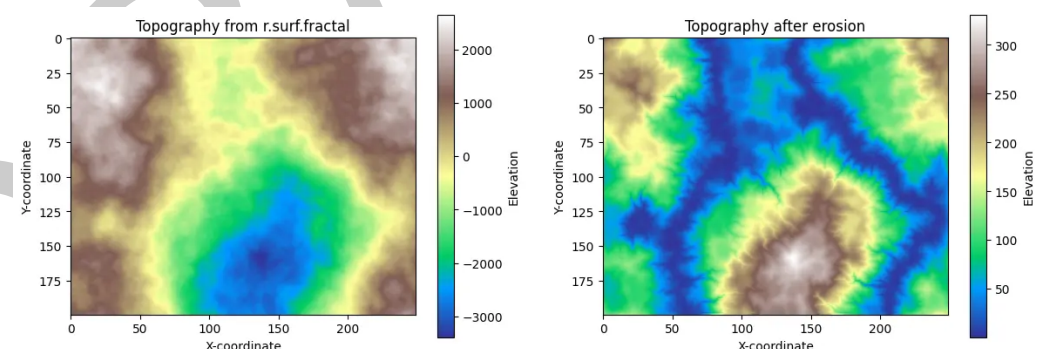 Topography from r.surf.fractal
0
25
50
75
100
125
150
175
Y-coordinate
0 50 100 150 200
X-coordinate
2000
1000
0
−1000
−2000
−3000
Elevation
Topography after erosion
0
25
50
75
100
125
150
175
Y-coordinate
0 50 100 150 200
X-coordinate
300
250
200
150
100
50
Elevation